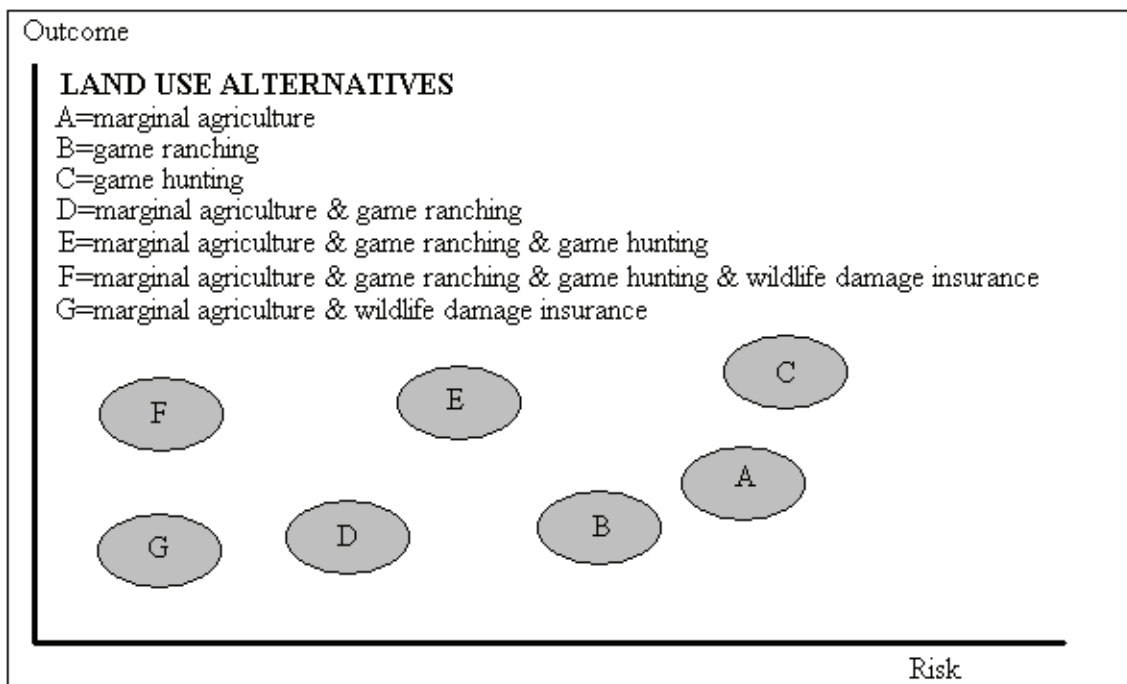 Outcome
LAND USE ALTERNATIVES
A=marginal agriculture
B=game ranching
C=game hunting
D=marginal agriculture & game ranching
E=marginal agriculture & game ranching & game hunting
F=marginal agriculture & game ranching & game hunting & wildlife damage insurance
G=marginal agriculture & wildlife damage insurance
C
E
F
A
B
D
G
Risk